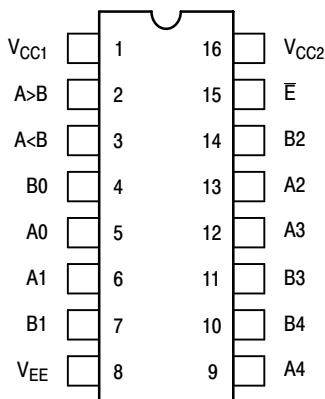 VCC1 1 16 VCC2
A>B 2 15 E̅
A<B 3 14 B2
B0 4 13 A2
A0 5 12 A3
A1 6 11 B3
B1 7 10 B4
VEE 8 9 A4